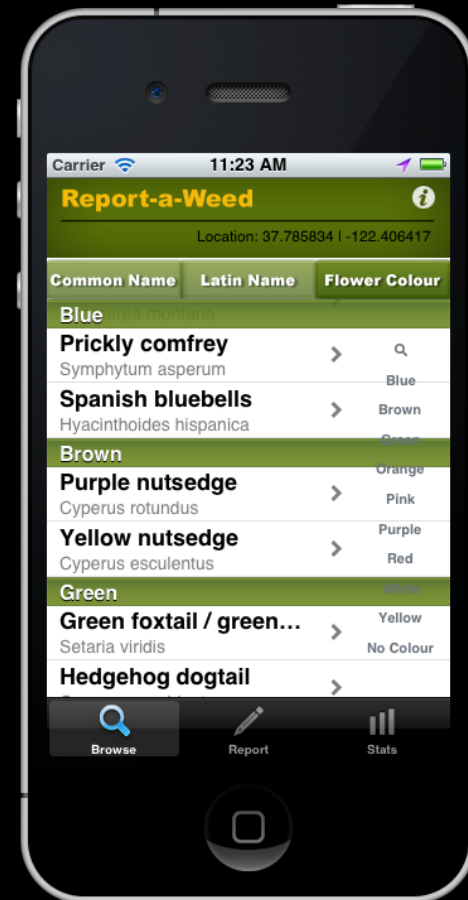 Carrier 11:23 AM
Report-a-Weed
Location: 37.785834 | -122.406417
Common Name Latin Name Flower Colour
Blue
Prickly comfrey
Symphytum asperum
Spanish bluebells
Hyacinthoides hispanica
Brown
Purple nutsedge
Cyperus rotundus
Yellow nutsedge
Cyperus esculentus
Green
Green foxtail / green...
Setaria viridis
Hedgehog dogtail
Blue
Brown
Green
Orange
Pink
Purple
Red
White
Yellow
No Colour
Browse Report Stats